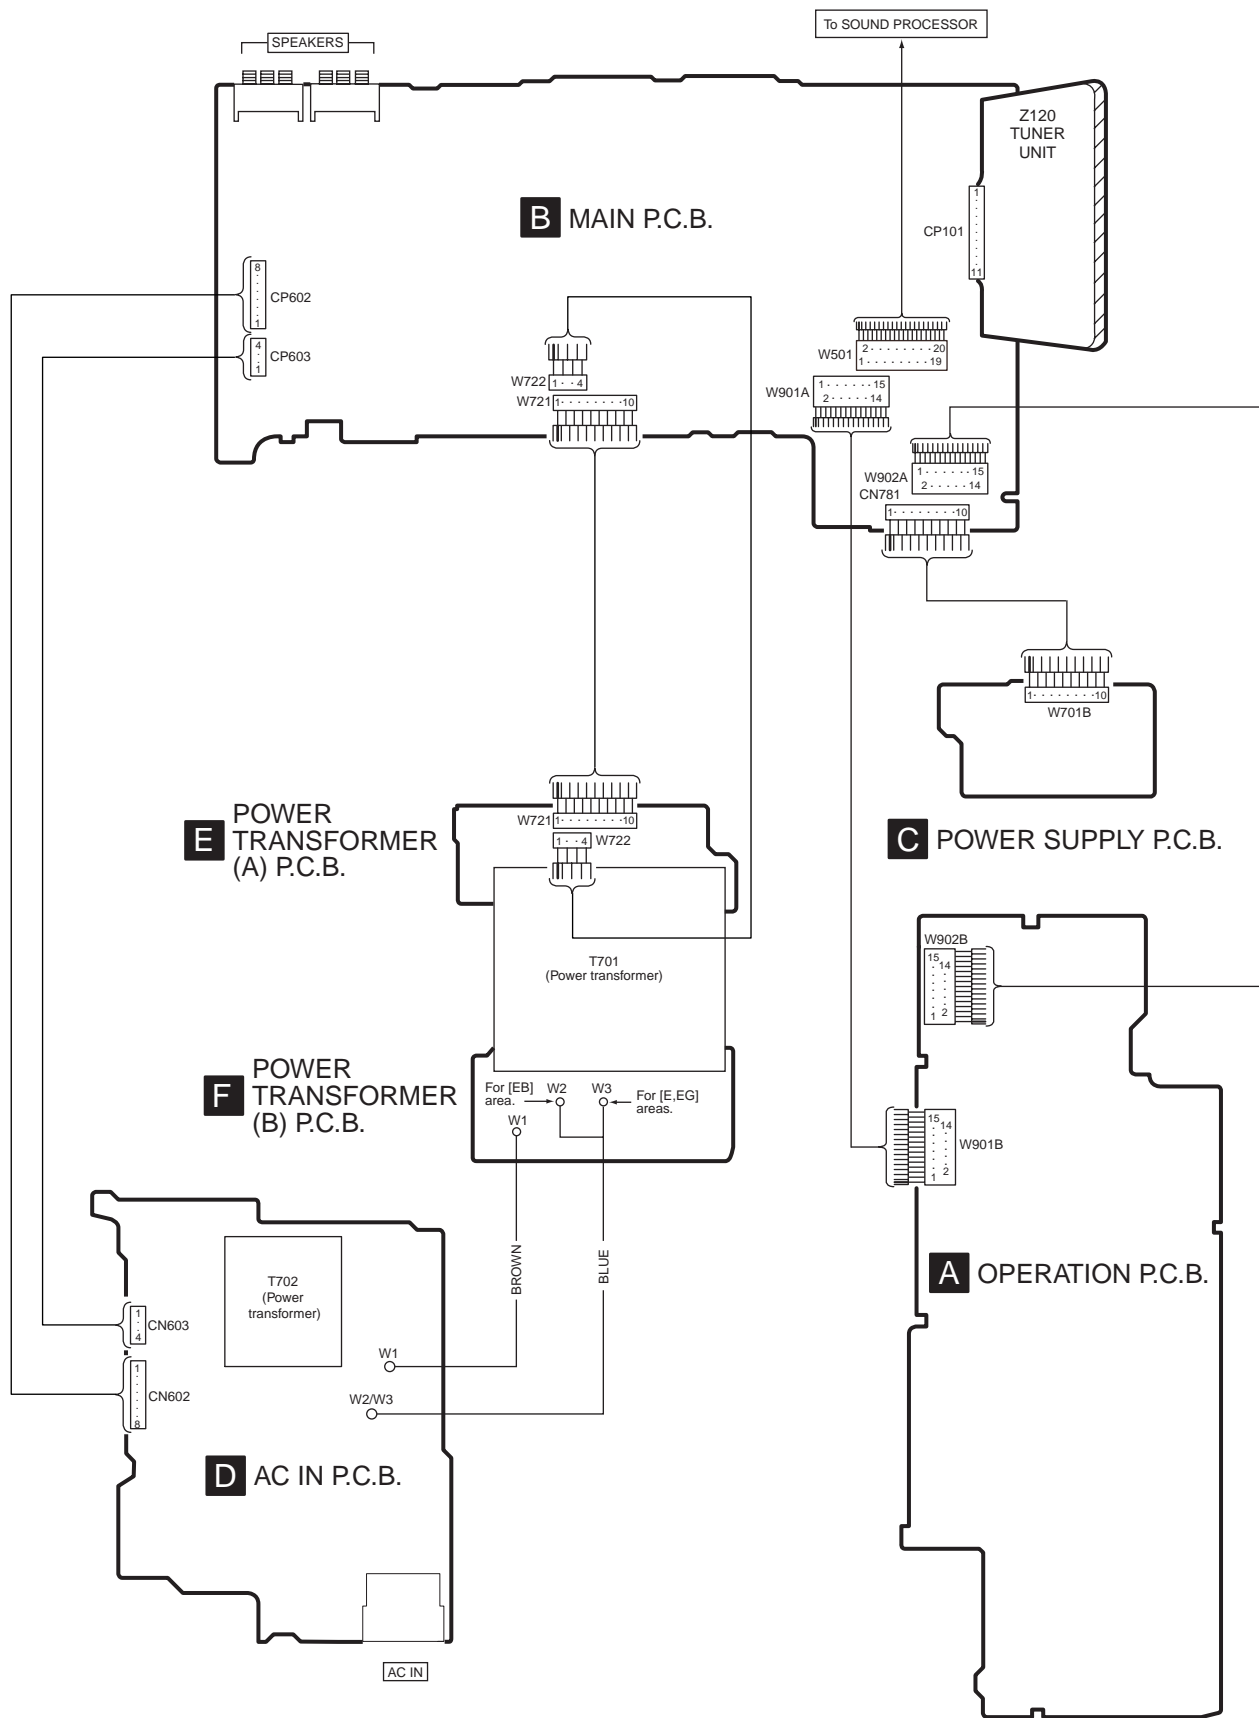 SPEAKERS
To SOUND PROCESSOR
Z120
TUNER
UNIT
1
CP101
11
B MAIN P.C.B.
8
CP602
1
4
CP603
1
W722
1 · · 4
W721
1 · · · · · · · · 10
W501
2 · · · · · · · · 20
1 · · · · · · · · 19
W901A
1 · · · · · · 15
2 · · · · · 14
W902A
1 · · · · · · 15
2 · · · · · 14
CN781
1 · · · · · · · · 10
1 · · · · · · · · 10
W701B
C POWER SUPPLY P.C.B.
E POWER
TRANSFORMER
(A) P.C.B.
W721
1 · · · · · · · · 10
1 · · 4
W722
T701
(Power transformer)
F POWER
TRANSFORMER
(B) P.C.B.
For [EB]
area.
W2
W3
For [E,EG]
areas.
W1
W902B
15
14
1
2
15
14
1
2
W901B
A OPERATION P.C.B.
BROWN
BLUE
T702
(Power
transformer)
1
4
CN603
1
8
CN602
W1
W2/W3
D AC IN P.C.B.
AC IN